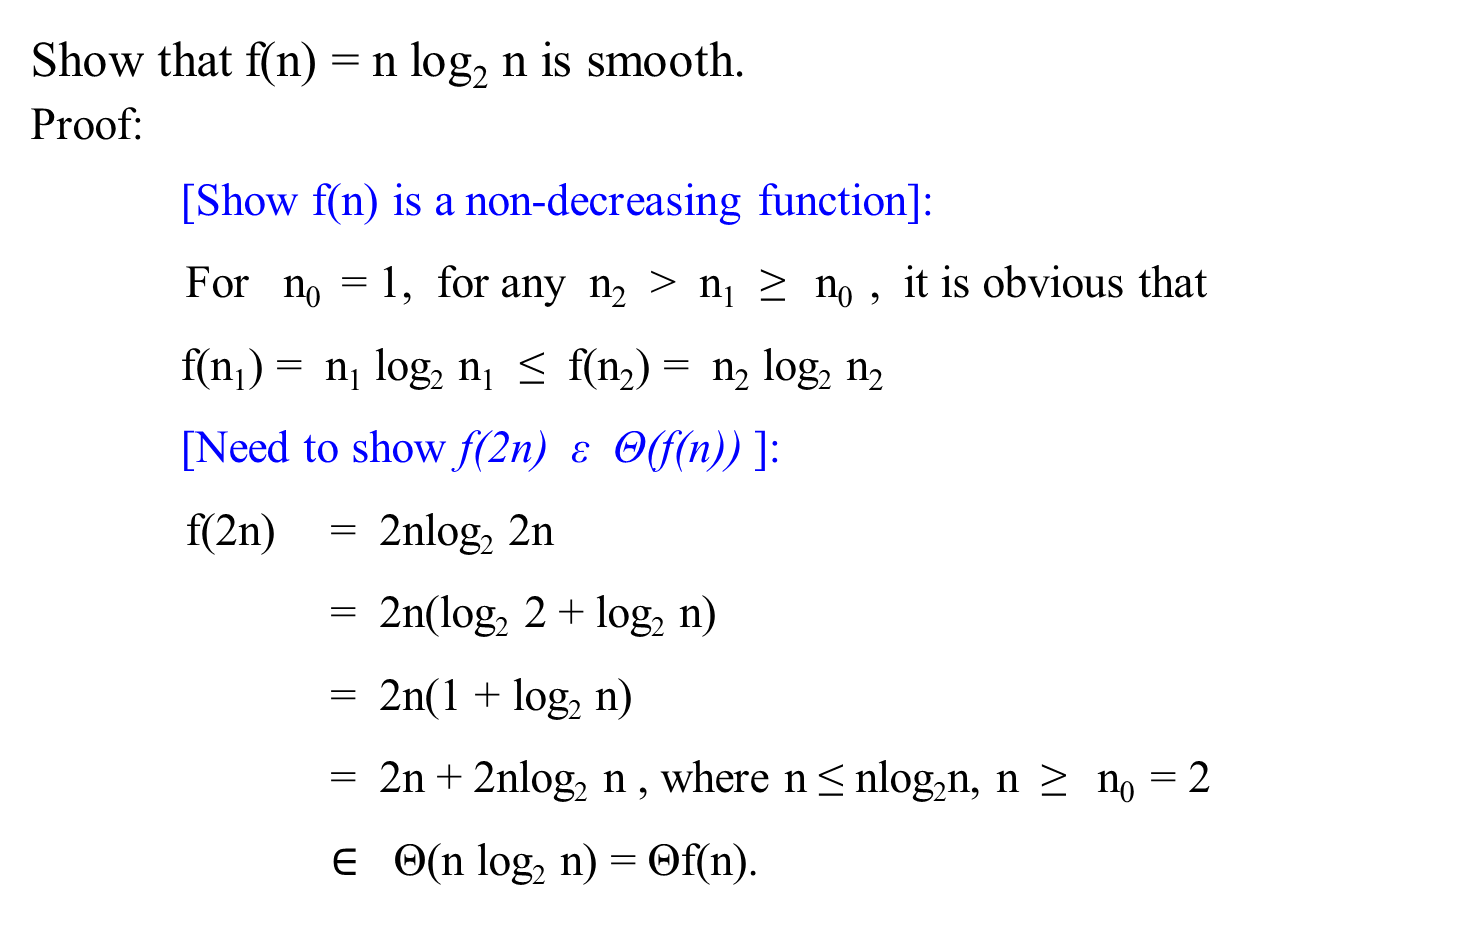 Show that f(n) = n log₂ n is smooth.
Proof:
[Show f(n) is a non-decreasing function]:
For n₀ = 1, for any n₂ > n₁ ≥ n₀ , it is obvious that
f(n₁) = n₁ log₂ n₁ ≤ f(n₂) = n₂ log₂ n₂
[Need to show f(2n) ε Θ(f(n)) ]:
f(2n) = 2nlog₂ 2n
= 2n(log₂ 2 + log₂ n)
= 2n(1 + log₂ n)
= 2n + 2nlog₂ n , where n ≤ nlog₂n, n ≥ n₀ = 2
∈ Θ(n log₂ n) = Θf(n).